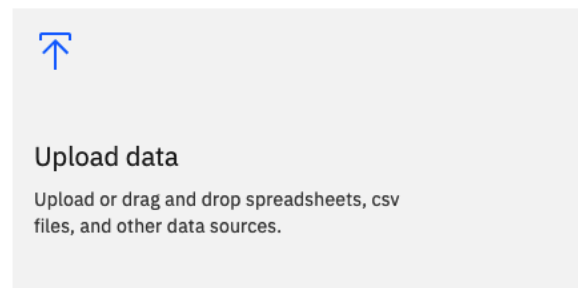 Upload data
Upload or drag and drop spreadsheets, csv
files, and other data sources.